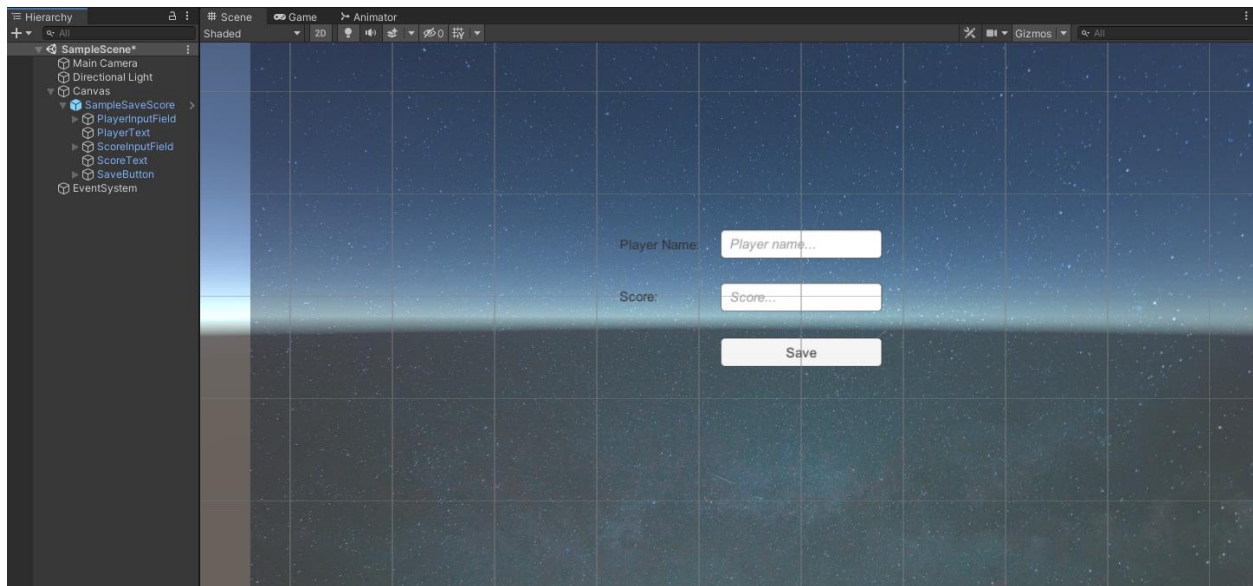 Hierarchy
Scene
Game
Animator
All
Shaded
2D
0
Gizmos
All
SampleScene*
Main Camera
Directional Light
Canvas
SampleSaveScore
PlayerInputField
PlayerText
ScoreInputField
ScoreText
SaveButton
EventSystem
Player Name:
Player name...
Score:
Score...
Save